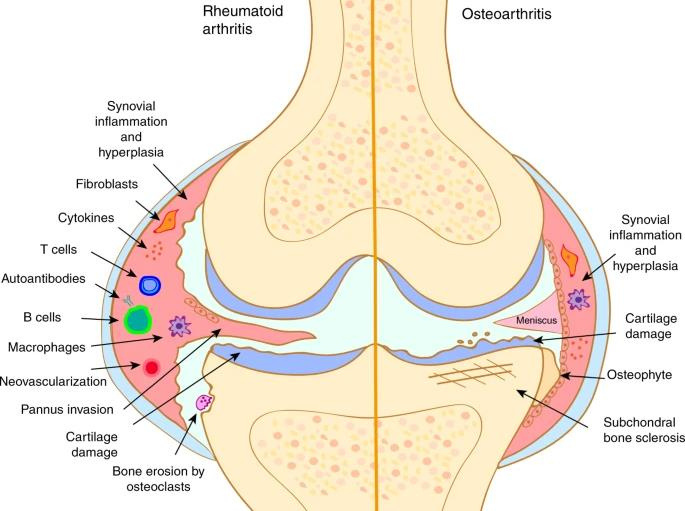 Rheumatoid
arthritis
Osteoarthritis
Synovial
inflammation
and
hyperplasia
Fibroblasts
Cytokines
T cells
Autoantibodies
B cells
Macrophages
Neovascularization
Pannus invasion
Cartilage
damage
Bone erosion by
osteoclasts
Meniscus
Synovial
inflammation
and
hyperplasia
Cartilage
damage
Osteophyte
Subchondral
bone sclerosis